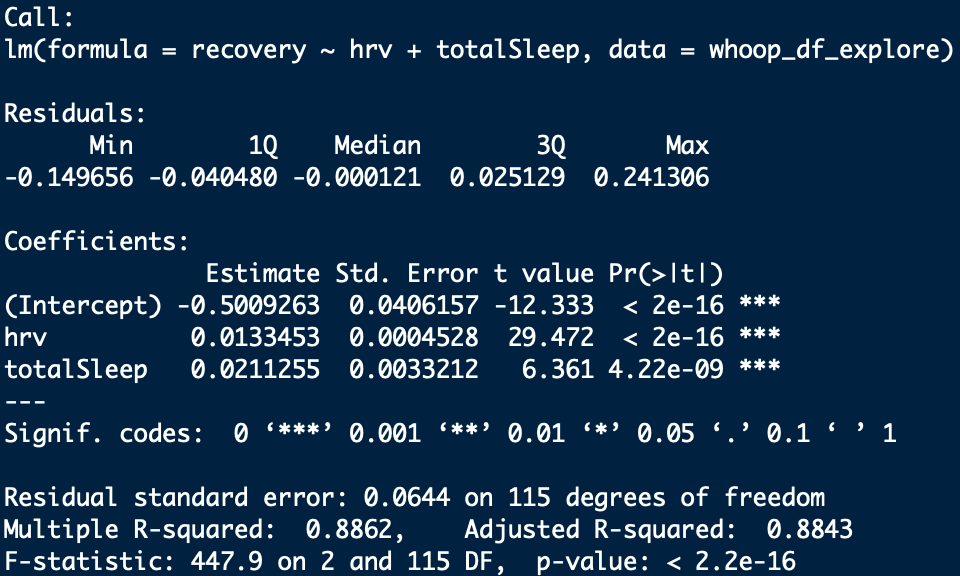 Call:
lm(formula = recovery ~ hrv + totalSleep, data = whoop_df_explore)
Residuals:
Min 1Q Median 3Q Max
-0.149656 -0.040480 -0.000121 0.025129 0.241306
Coefficients:
Estimate Std. Error t value Pr(>|t|)
(Intercept) -0.5009263 0.0406157 -12.333 < 2e-16 ***
hrv 0.0133453 0.0004528 29.472 < 2e-16 ***
totalSleep 0.0211255 0.0033212 6.361 4.22e-09 ***
---
Signif. codes: 0 ‘***’ 0.001 ‘**’ 0.01 ‘*’ 0.05 ‘.’ 0.1 ‘ ’ 1
Residual standard error: 0.0644 on 115 degrees of freedom
Multiple R-squared: 0.8862, Adjusted R-squared: 0.8843
F-statistic: 447.9 on 2 and 115 DF, p-value: < 2.2e-16